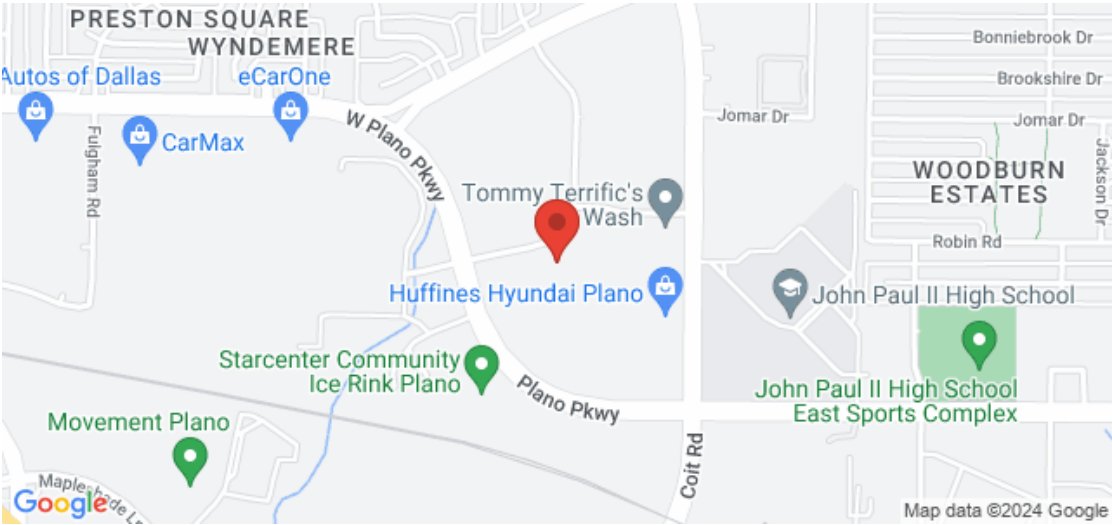 PRESTON SQUARE
WYNDEMERE
Bonniebrook Dr
Autos of Dallas
eCarOne
Brookshire Dr
Jomar Dr
Jomar Dr
W Plano Pkwy
CarMax
Fulgham Rd
Jackson Dr
WOODBURN
ESTATES
Tommy Terrific's
Wash
Robin Rd
Huffines Hyundai Plano
John Paul II High School
Starcenter Community
Ice Rink Plano
Plano Pkwy
John Paul II High School
East Sports Complex
Movement Plano
Coit Rd
Mapleshade Ln
Google
Map data ©2024 Google